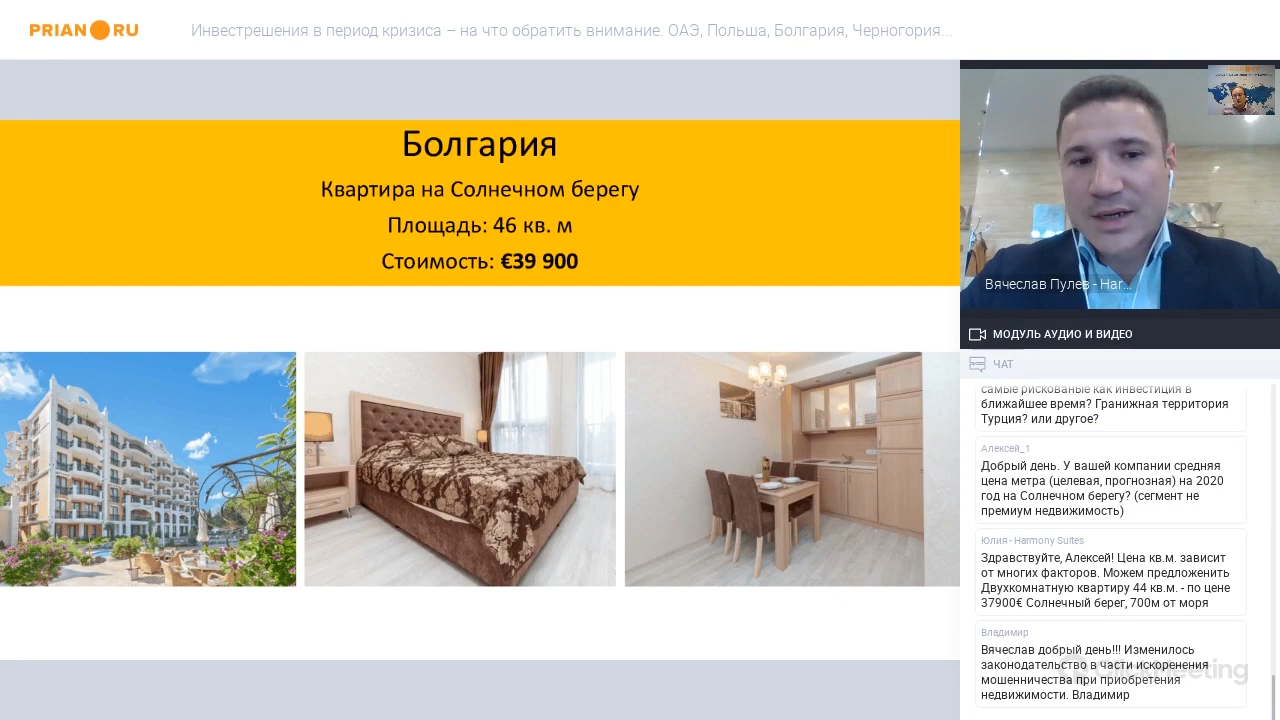 PRIAN RU
Инвестрешения в период кризиса – на что обратить внимание. ОАЭ, Польша, Болгария, Черногория...
Болгария
Квартира на Солнечном берегу
Площадь: 46 кв. м
Стоимость: €39 900
Вячеслав Пулев - Har...
МОДУЛЬ АУДИО И ВИДЕО
ЧАТ
самые рискованые как инвестиция в
ближайшее время? Гранижная территория
Турция? или другое?
Алексей_1
Добрый день. У вашей компании средняя
цена метра (целевая, прогнозная) на 2020
год на Солнечном берегу? (сегмент не
премиум недвижимость)
Юлия - Harmony Suites
Здравствуйте, Алексей! Цена кв.м. зависит
от многих факторов. Можем предложенить
Двухкомнатную квартиру 44 кв.м. - по цене
37900€ Солнечный берег, 700м от моря
Владимир
Вячеслав добрый день!!! Изменилось
законодательство в части искоренения
мошенничества при приобретения
недвижимости. Владимир
ClickMeeting